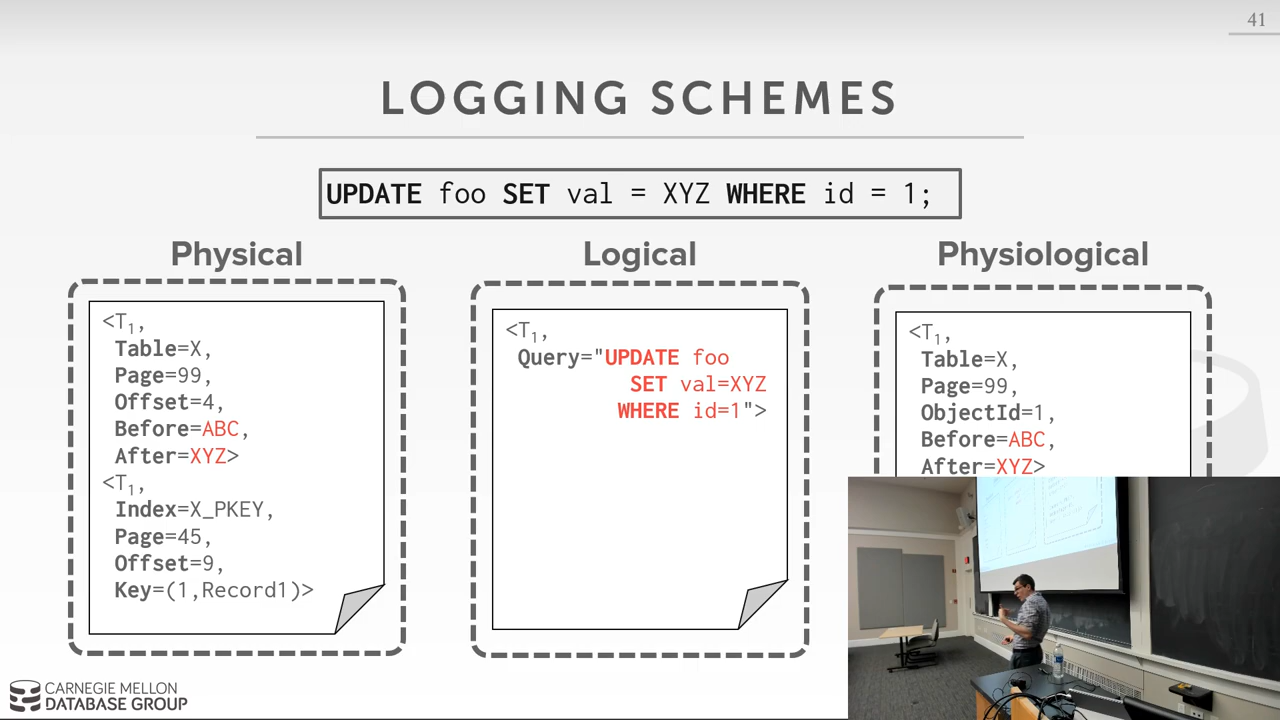 41
LOGGING SCHEMES
UPDATE foo SET val = XYZ WHERE id = 1;
Physical
<T1,
Table=X,
Page=99,
Offset=4,
Before=ABC,
After=XYZ>
<T1,
Index=X_PKEY,
Page=45,
Offset=9,
Key=(1,Record1)>
Logical
<T1,
Query="UPDATE foo
SET val=XYZ
WHERE id=1">
Physiological
<T1,
Table=X,
Page=99,
ObjectId=1,
Before=ABC,
After=XYZ>
CARNEGIE MELLON
DATABASE GROUP